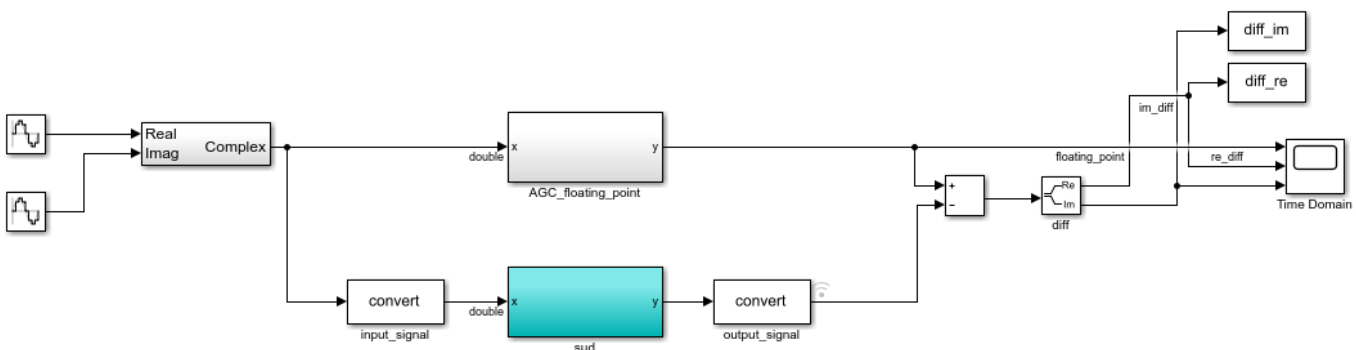 diff_im
diff_re
im_diff
Real
Imag
Complex
double
x
y
AGC_floating_point
floating_point
re_diff
Time Domain
+
−
Re
Im
diff
convert
input_signal
double
x
y
sud
convert
output_signal